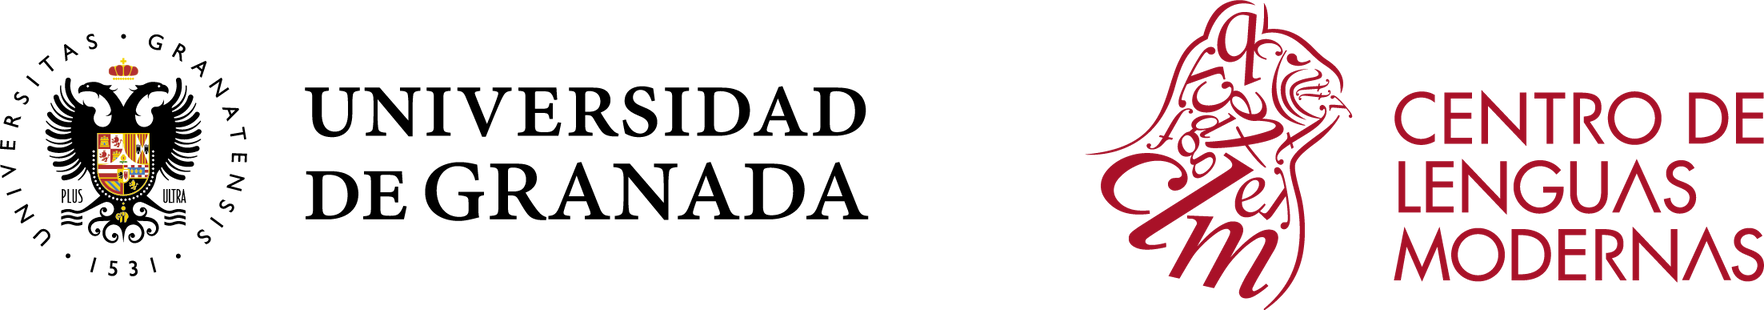 UNIVERSITAS · GRANATENSIS
PLUS ULTRA
· 1531 ·
UNIVERSIDAD
DE GRANADA
clm
CENTRO DE
LENGUAS
MODERNAS